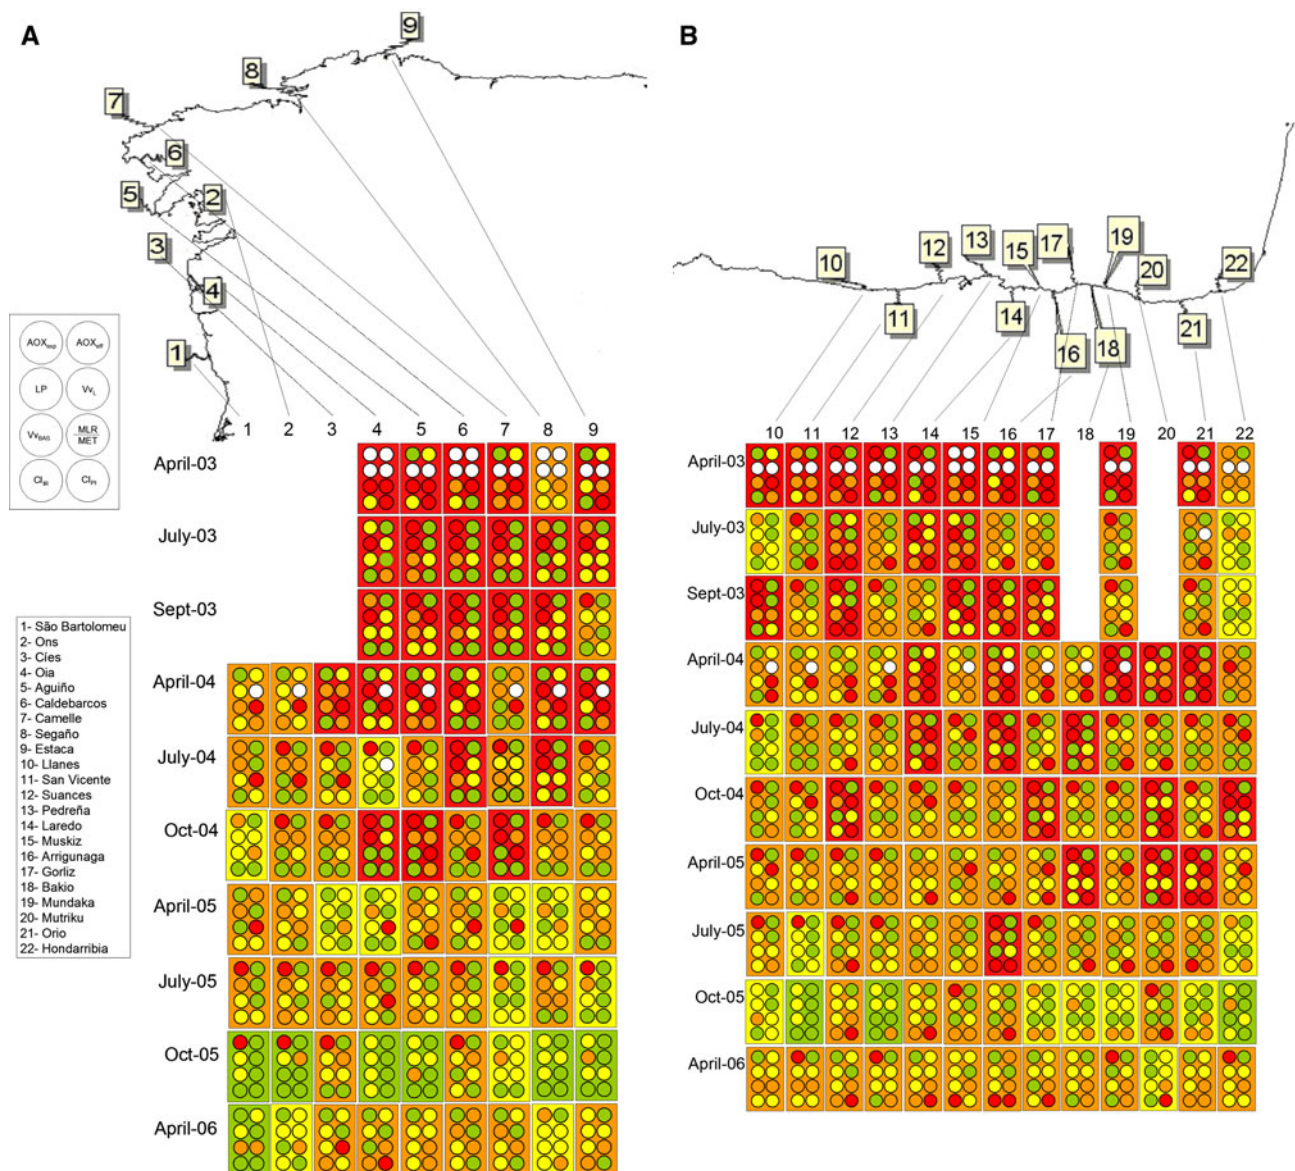 A
B
9
8
7
6
5
2
3
4
1
10
12
13
15
17
19
20
22
11
14
16
18
21
AOXexp AOXeff
LP VvL
VvBAS MLR/MET
CIIR CIPI
1 2 3 4 5 6 7 8 9
April-03
July-03
Sept-03
April-04
July-04
Oct-04
April-05
July-05
Oct-05
April-06
10 11 12 13 14 15 16 17 18 19 20 21 22
April-03
July-03
Sept-03
April-04
July-04
Oct-04
April-05
July-05
Oct-05
April-06
1- São Bartolomeu
2- Ons
3- Cíes
4- Oia
5- Aguiño
6- Caldebarcos
7- Camelle
8- Segaño
9- Estaca
10- Llanes
11- San Vicente
12- Suances
13- Pedreña
14- Laredo
15- Muskiz
16- Arrigunaga
17- Gorliz
18- Bakio
19- Mundaka
20- Mutriku
21- Orio
22- Hondarribia